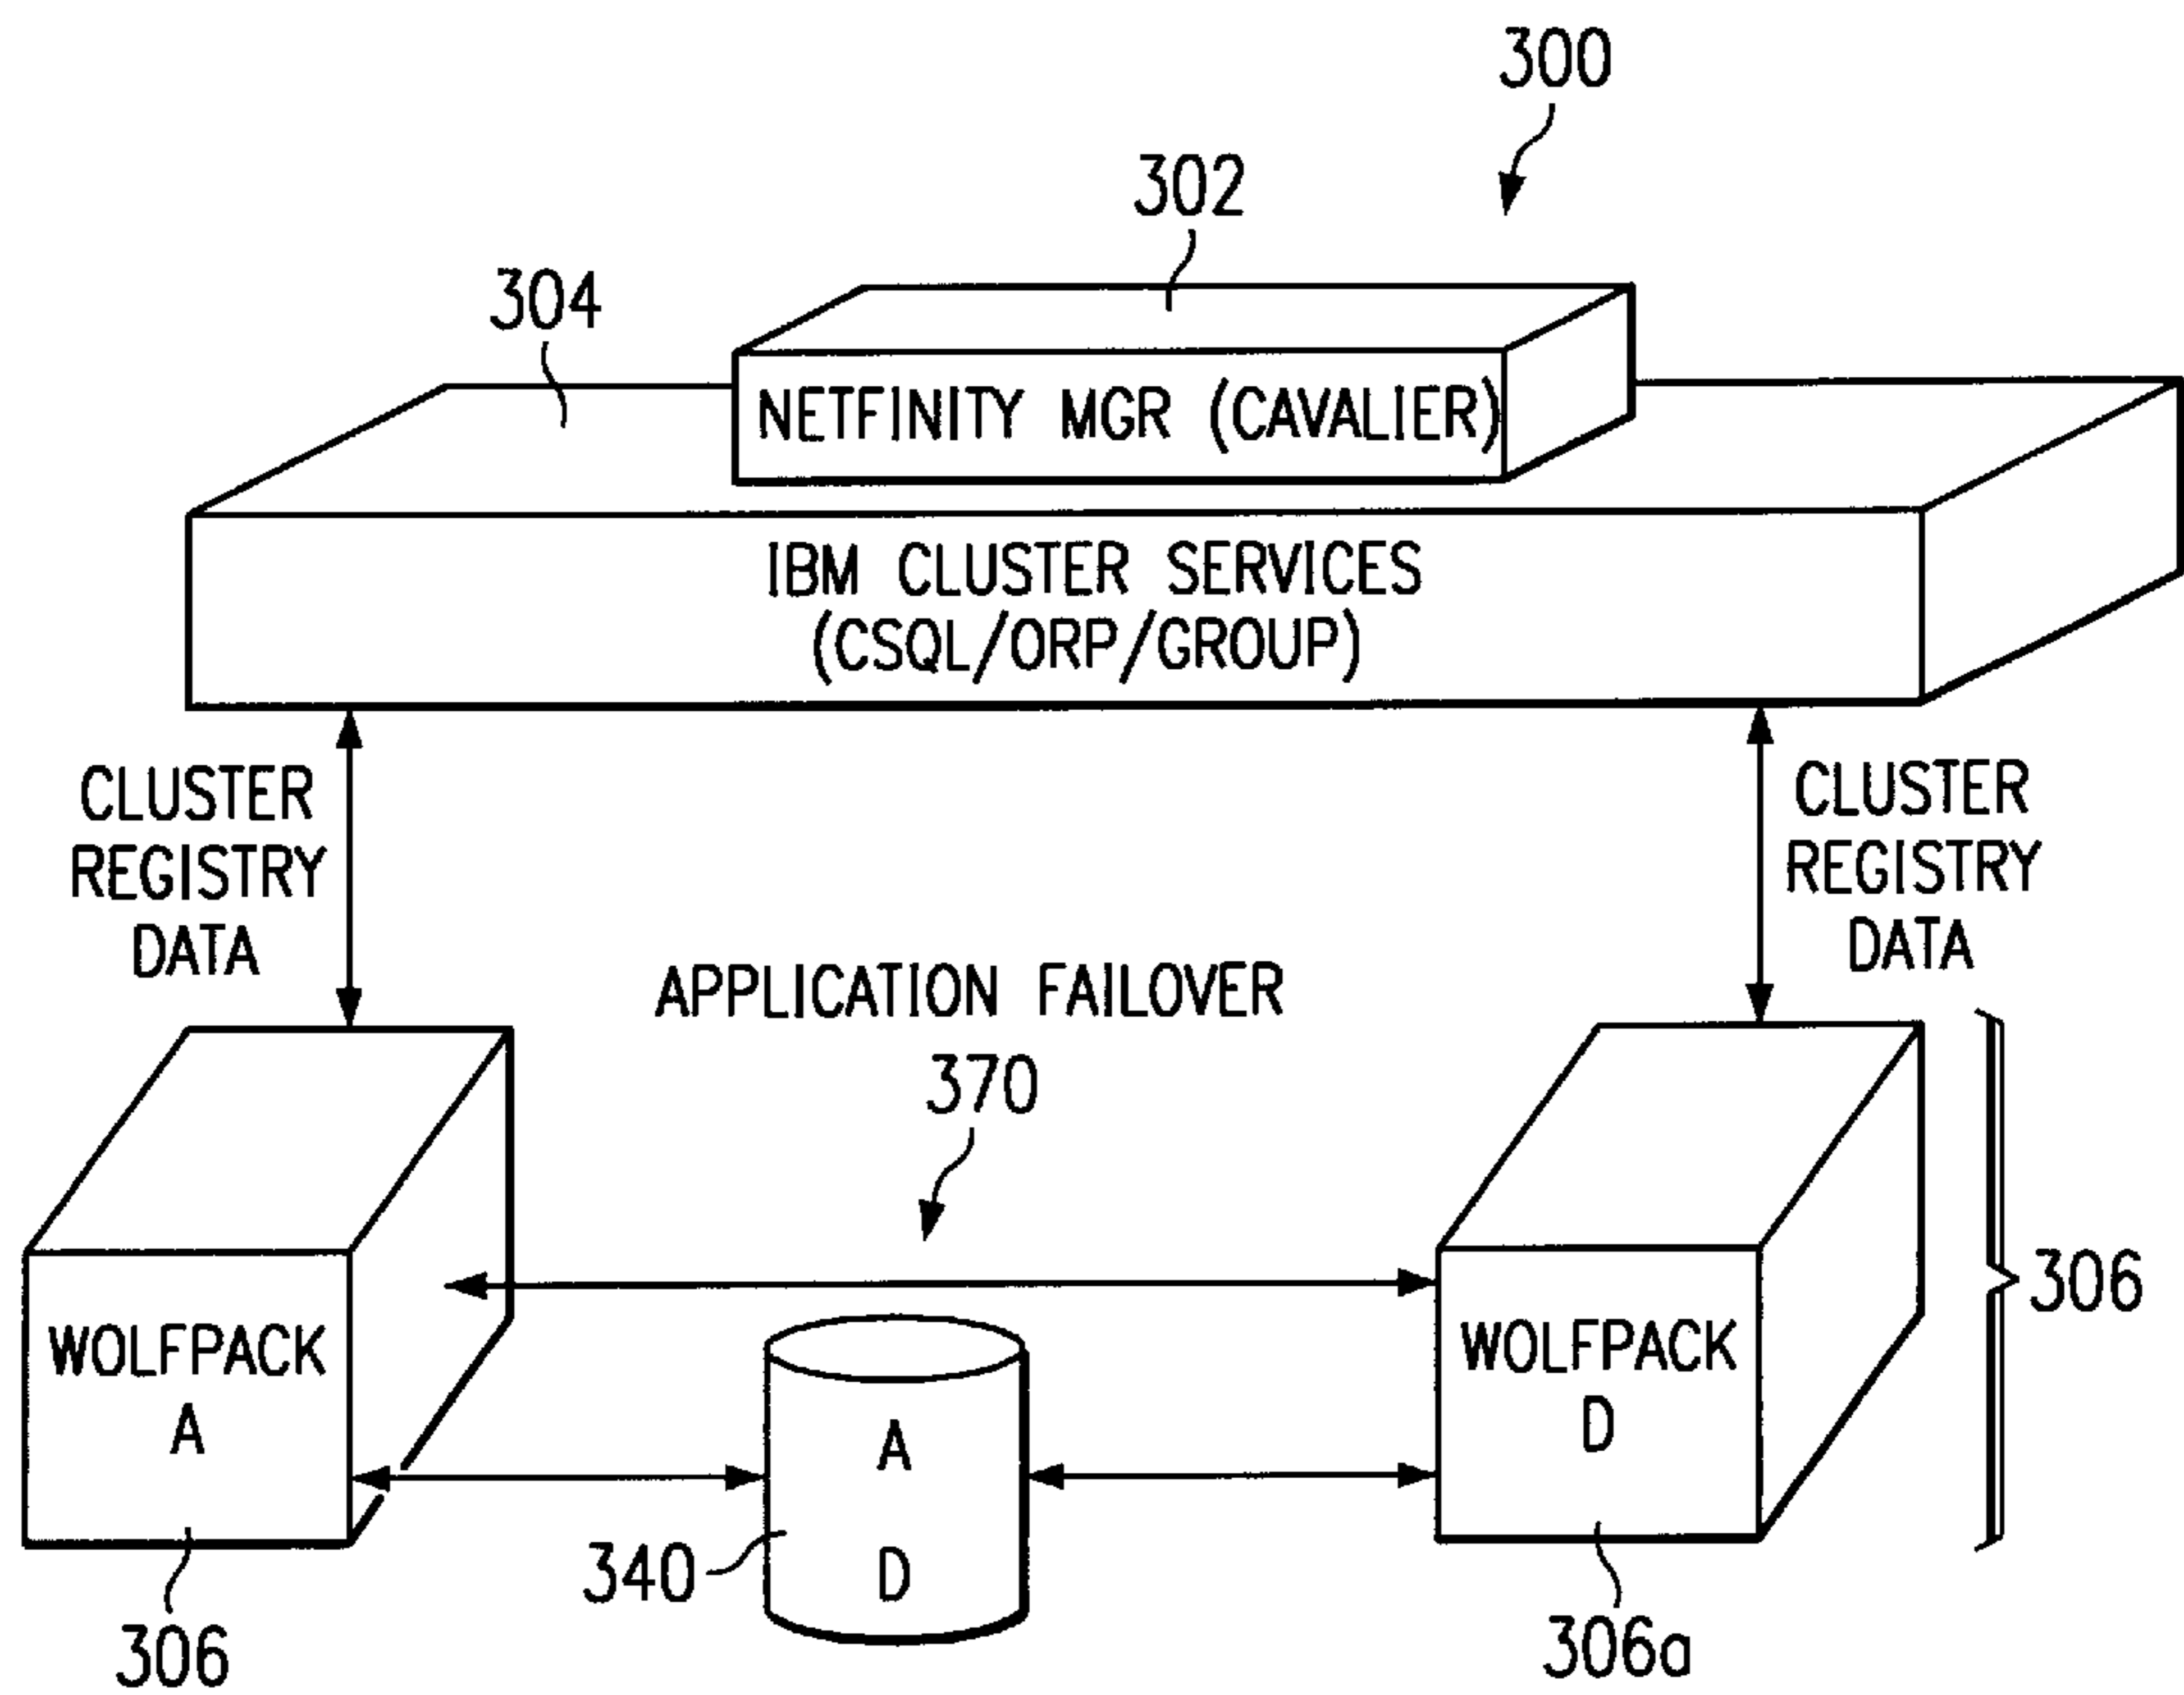 300
302
304
NETFINITY MGR (CAVALIER)
IBM CLUSTER SERVICES
(CSQL/ORP/GROUP)
CLUSTER
REGISTRY
DATA
CLUSTER
REGISTRY
DATA
APPLICATION FAILOVER
370
WOLFPACK
A
WOLFPACK
D
306
A
D
340
306
306a